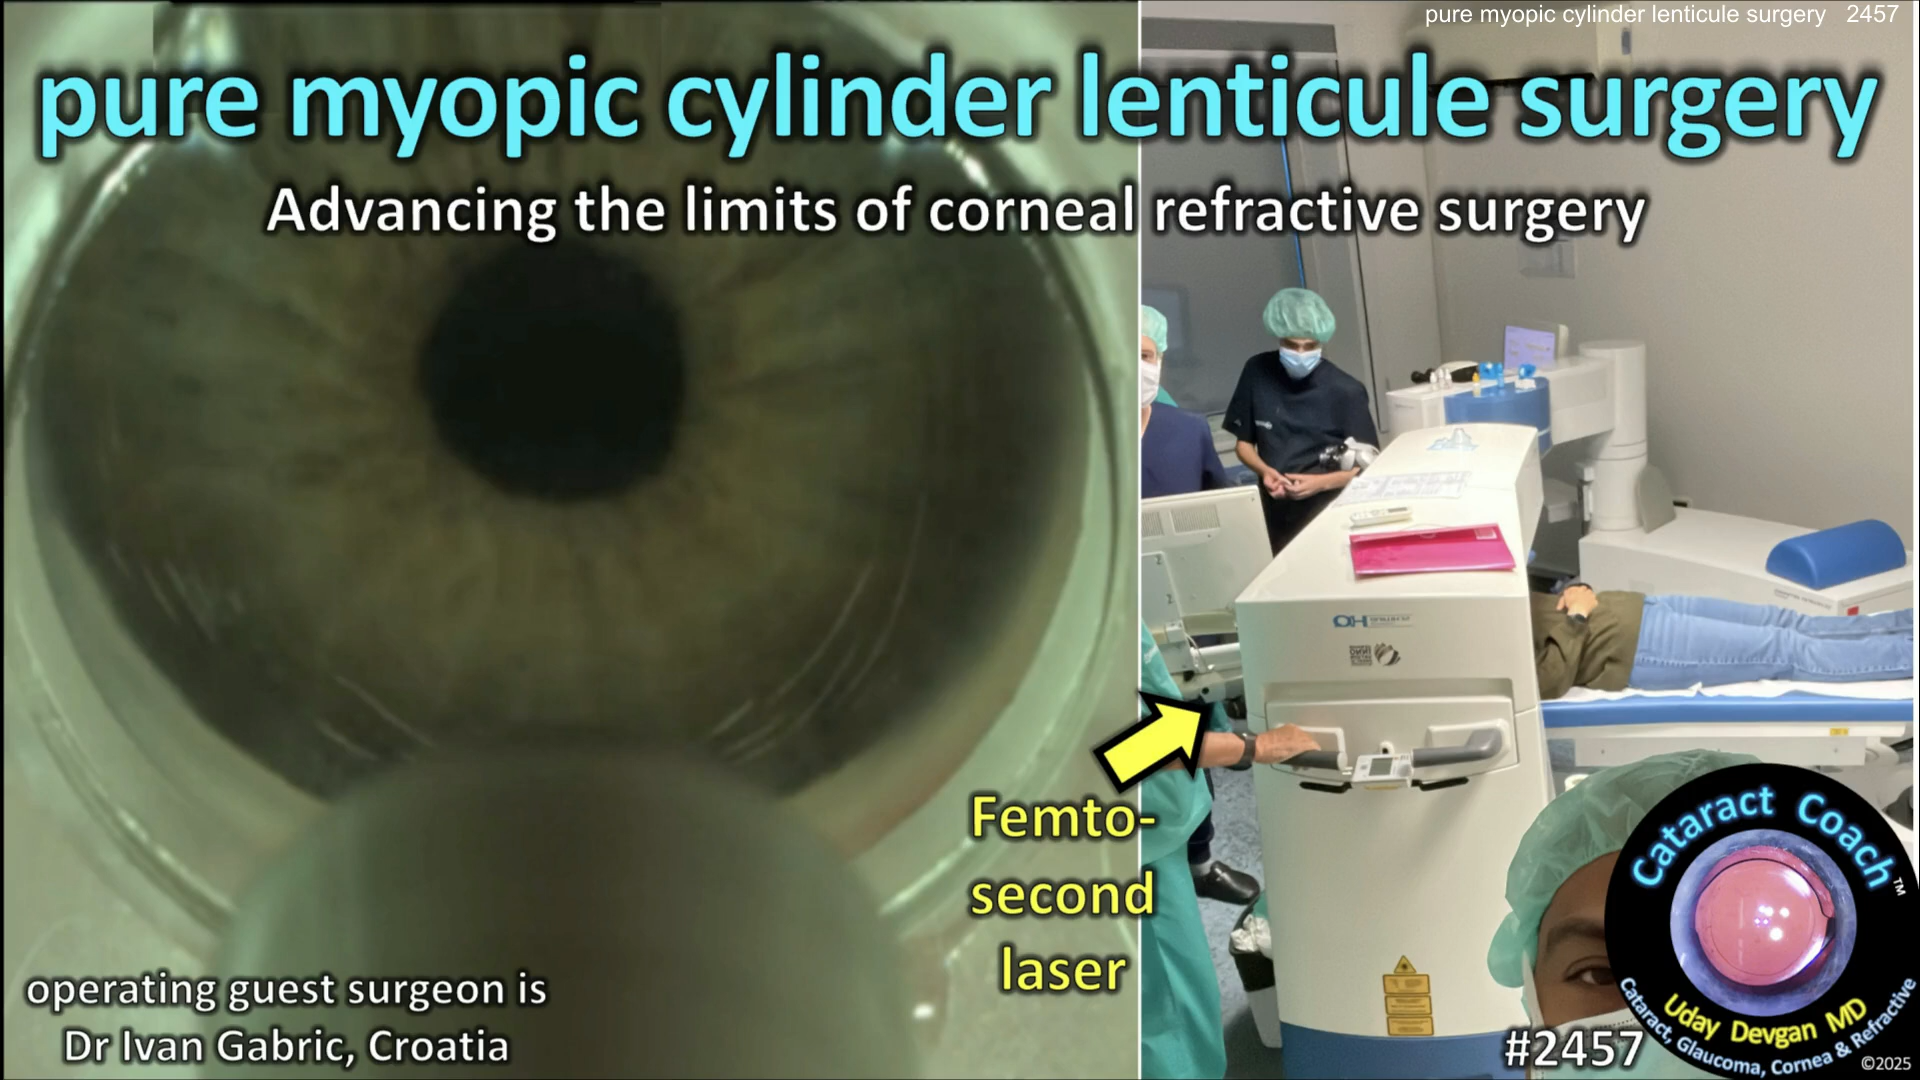 pure myopic cylinder lenticule surgery 2457
pure myopic cylinder lenticule surgery
Advancing the limits of corneal refractive surgery
Femto-
second
laser
operating guest surgeon is
Dr Ivan Gabric, Croatia
#2457
Cataract Coach™
Uday Devgan MD
Cataract, Glaucoma, Cornea & Refractive
©2025